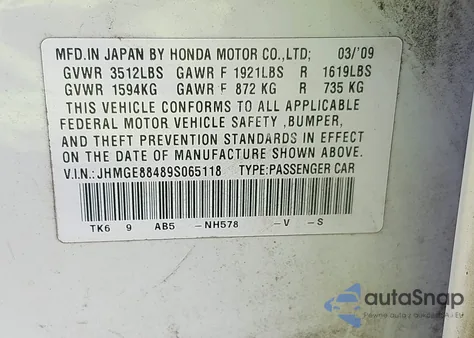 MFD.IN JAPAN BY HONDA MOTOR CO.,LTD; 03/'09
GVWR 3512LBS GAWR F 1921LBS R 1619LBS
GVWR 1594KG GAWR F 872 KG R 735 KG
THIS VEHICLE CONFORMS TO ALL APPLICABLE
FEDERAL MOTOR VEHICLE SAFETY ,BUMPER,
AND THEFT PREVENTION STANDARDS IN EFFECT
ON THE DATE OF MANUFACTURE SHOWN ABOVE.
V.I.N.: JHMGE88489S065118 TYPE:PASSENGER CAR
TK6 9 AB5 -NH578 -V -S
autoSnap